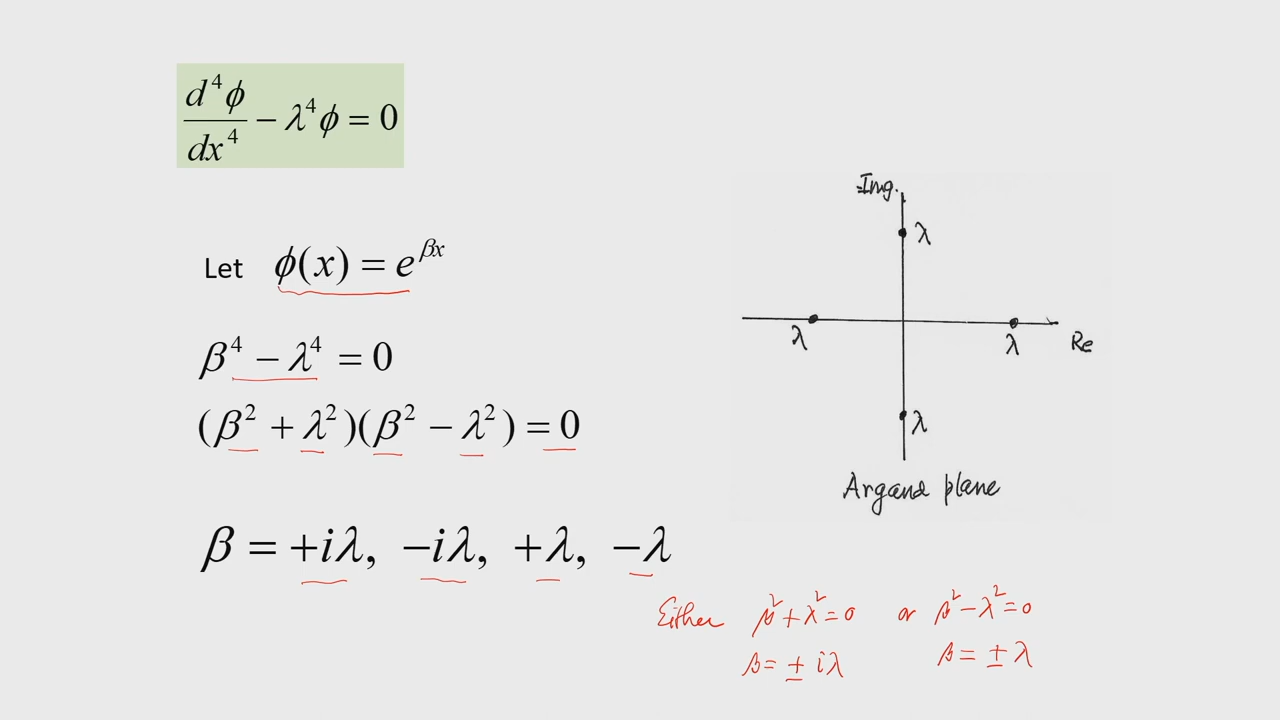 d⁴ϕ/dx⁴ − λ⁴ϕ = 0
Let ϕ(x) = e^{βx}
β⁴ − λ⁴ = 0
(β² + λ²)(β² − λ²) = 0
β = +iλ, −iλ, +λ, −λ
Img.
λ
λ
λ
Re
λ
Argand plane
Either β²+λ²=0 or β²−λ²=0
β= ± iλ β= ± λ